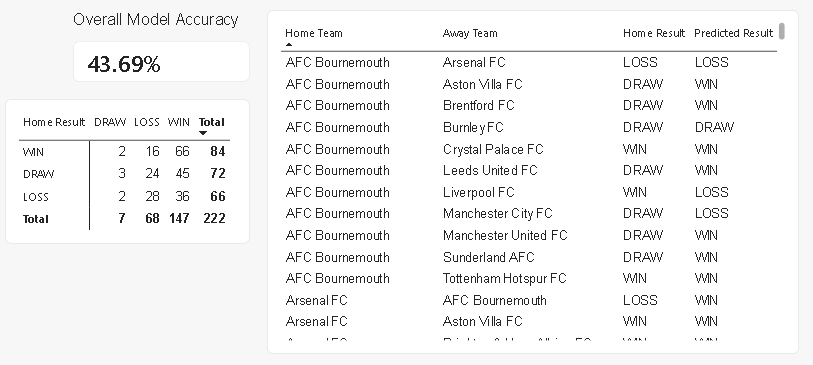 Overall Model Accuracy
43.69%
Home Result DRAW LOSS WIN Total
WIN 2 16 66 84
DRAW 3 24 45 72
LOSS 2 28 36 66
Total 7 68 147 222
Home Team Away Team Home Result Predicted Result
AFC Bournemouth Arsenal FC LOSS LOSS
AFC Bournemouth Aston Villa FC DRAW WIN
AFC Bournemouth Brentford FC DRAW WIN
AFC Bournemouth Burnley FC DRAW DRAW
AFC Bournemouth Crystal Palace FC WIN WIN
AFC Bournemouth Leeds United FC DRAW WIN
AFC Bournemouth Liverpool FC WIN LOSS
AFC Bournemouth Manchester City FC DRAW LOSS
AFC Bournemouth Manchester United FC DRAW WIN
AFC Bournemouth Sunderland AFC DRAW WIN
AFC Bournemouth Tottenham Hotspur FC WIN WIN
Arsenal FC AFC Bournemouth LOSS WIN
Arsenal FC Aston Villa FC WIN WIN